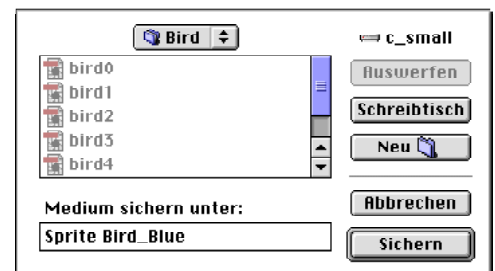 Bird
c_small
bird0
bird1
bird2
bird3
bird4
Auswerfen
Schreibtisch
Neu
Medium sichern unter:
Sprite Bird_Blue
Abbrechen
Sichern